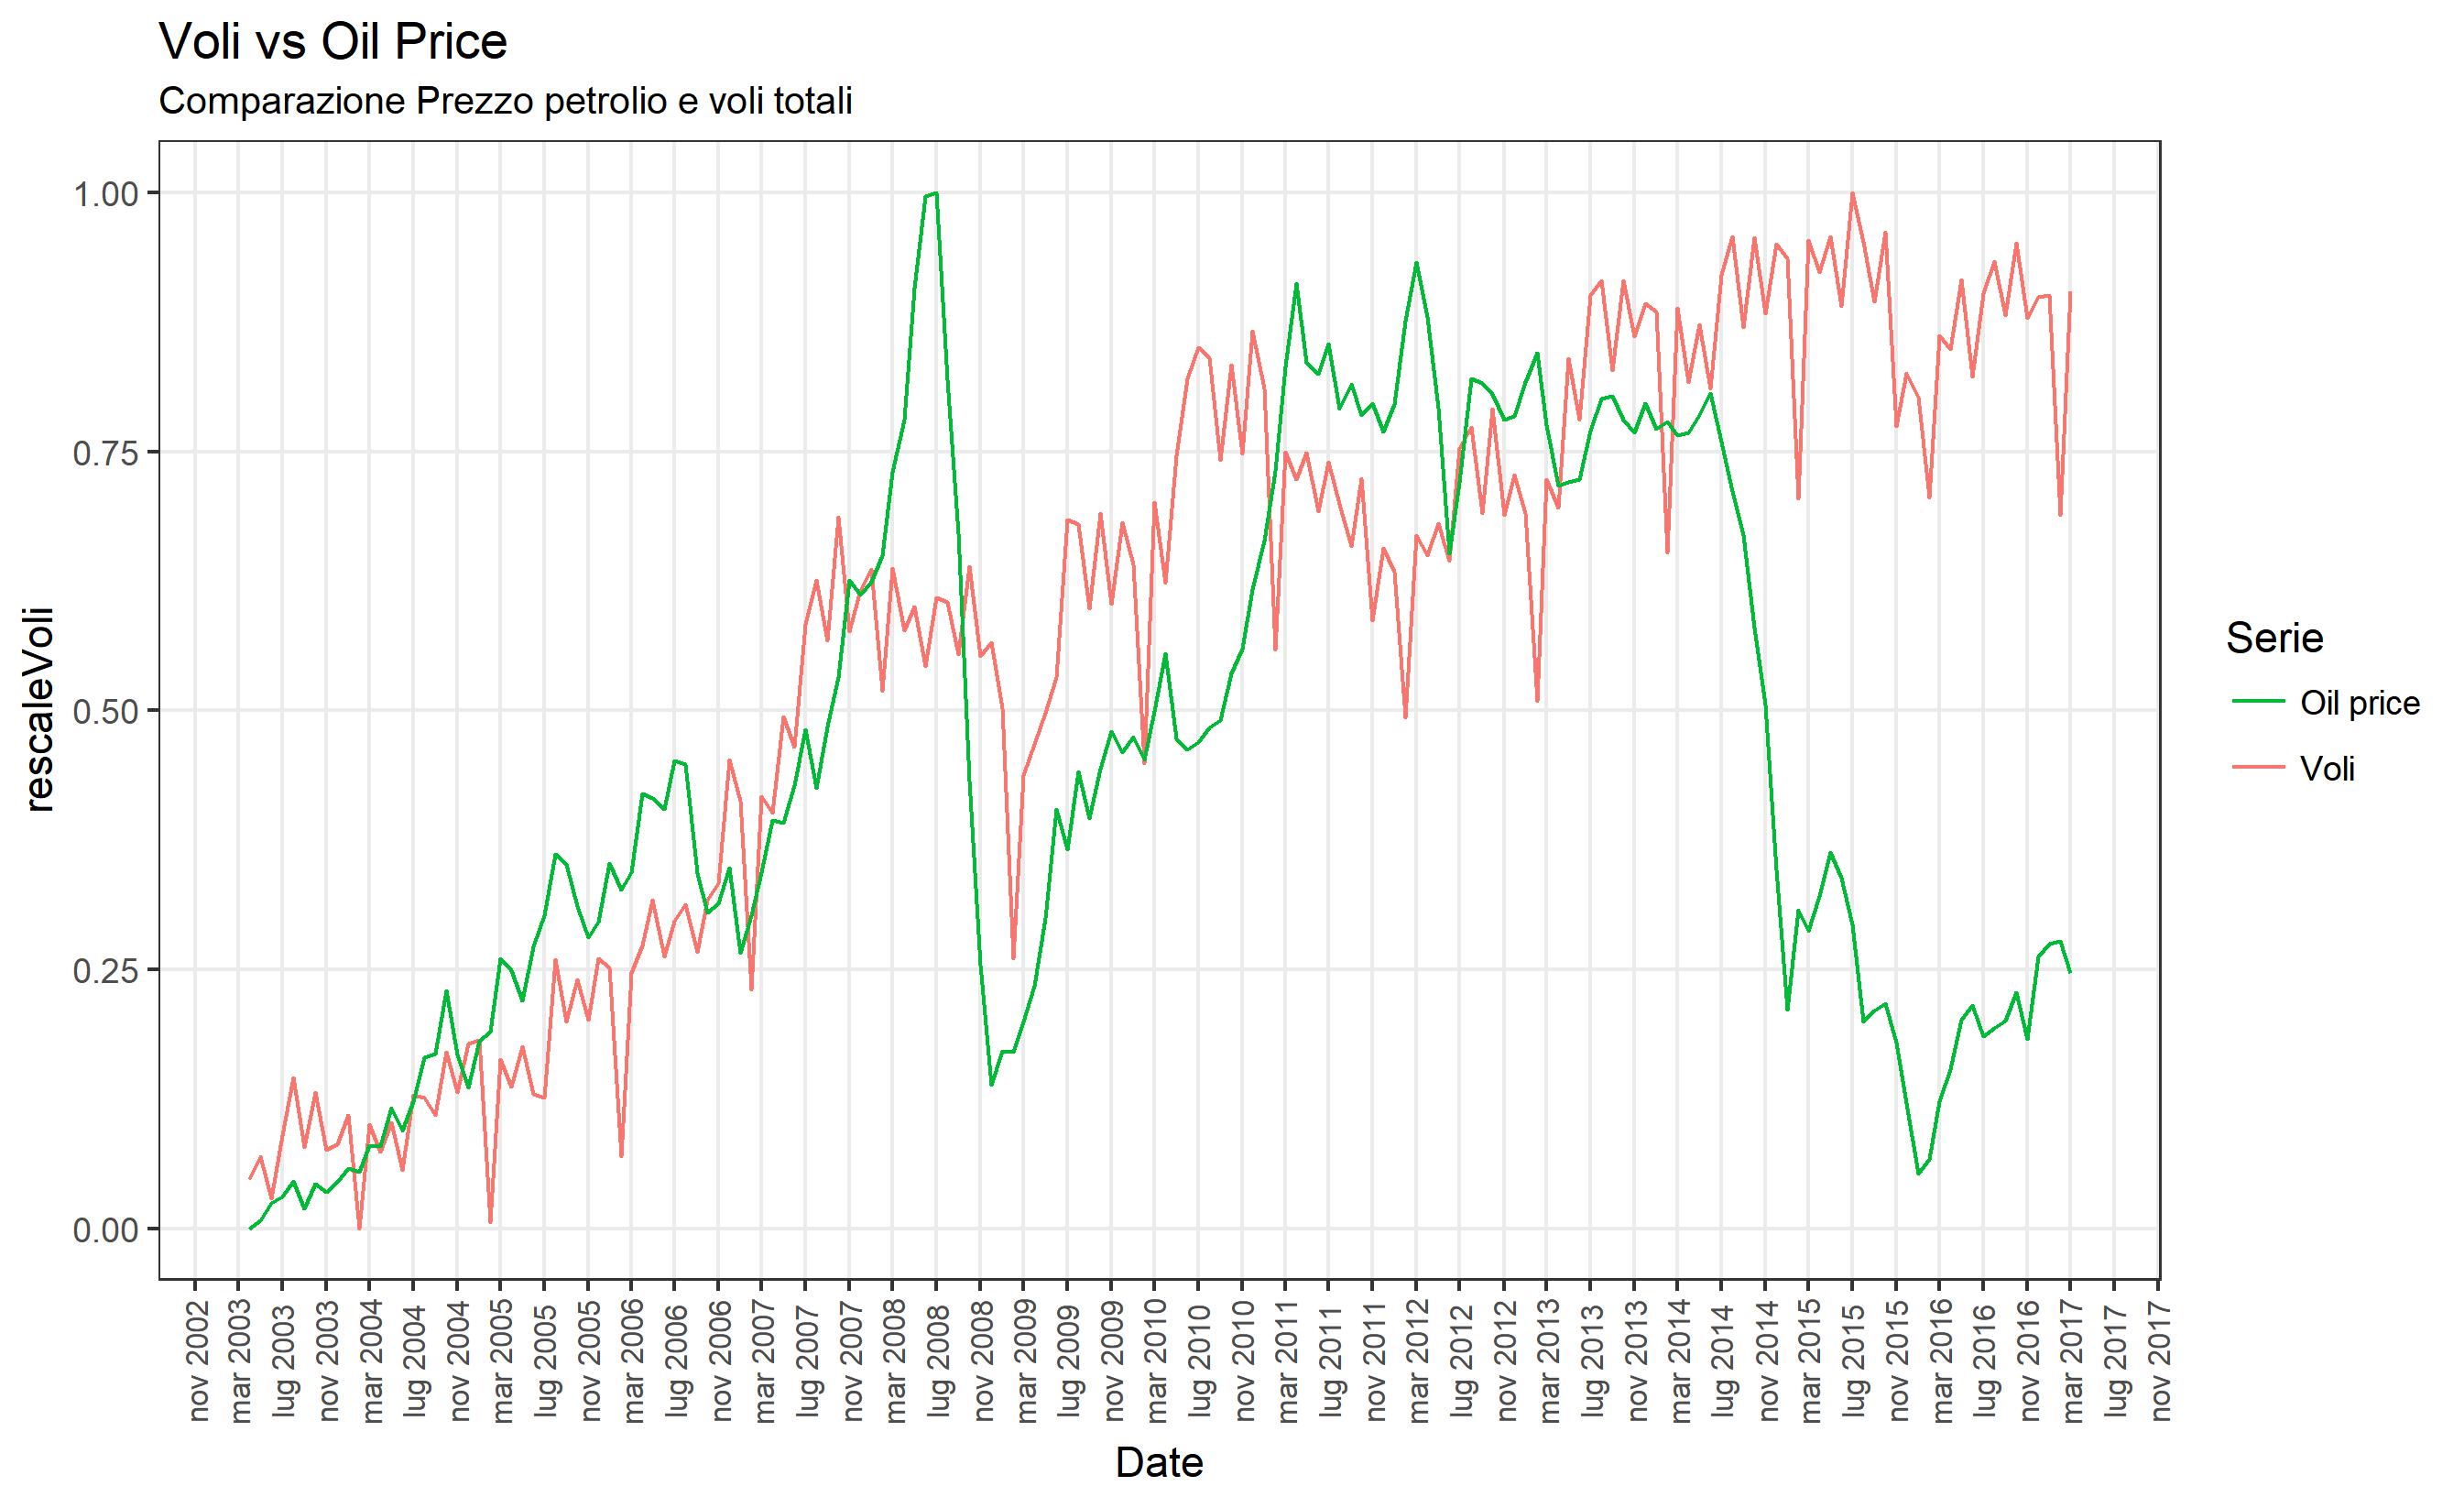 Voli vs Oil Price
Comparazione Prezzo petrolio e voli totali
1.00
0.75
0.50
0.25
0.00
rescaleVoli
nov 2002
mar 2003
lug 2003
nov 2003
mar 2004
lug 2004
nov 2004
mar 2005
lug 2005
nov 2005
mar 2006
lug 2006
nov 2006
mar 2007
lug 2007
nov 2007
mar 2008
lug 2008
nov 2008
mar 2009
lug 2009
nov 2009
mar 2010
lug 2010
nov 2010
mar 2011
lug 2011
nov 2011
mar 2012
lug 2012
nov 2012
mar 2013
lug 2013
nov 2013
mar 2014
lug 2014
nov 2014
mar 2015
lug 2015
nov 2015
mar 2016
lug 2016
nov 2016
mar 2017
lug 2017
nov 2017
Date
Serie
Oil price
Voli